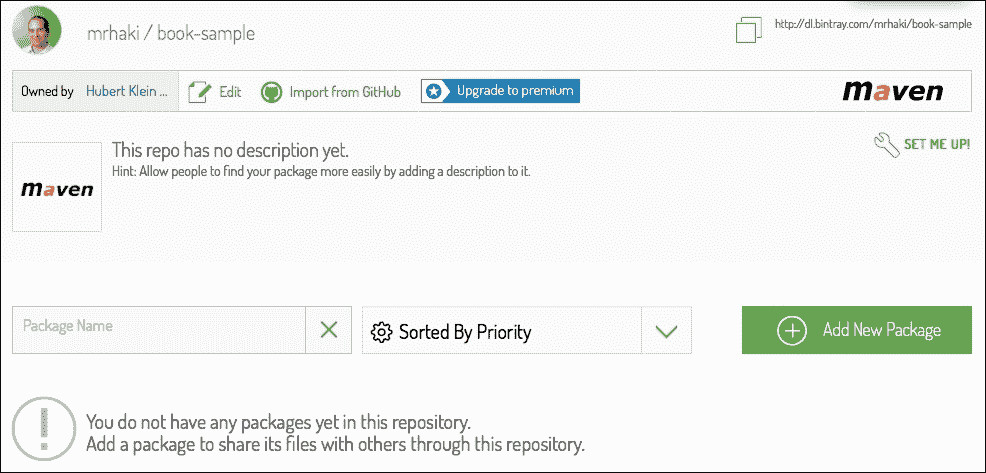 mrhaki / book-sample
http://dl.bintray.com/mrhaki/book-sample
Owned by Hubert Klein ...
Edit
Import from GitHub
Upgrade to premium
maven
SET ME UP!
This repo has no description yet.
Hint: Allow people to find your package more easily by adding a description to it.
maven
Package Name
Sorted By Priority
Add New Package
You do not have any packages yet in this repository.
Add a package to share its files with others through this repository.